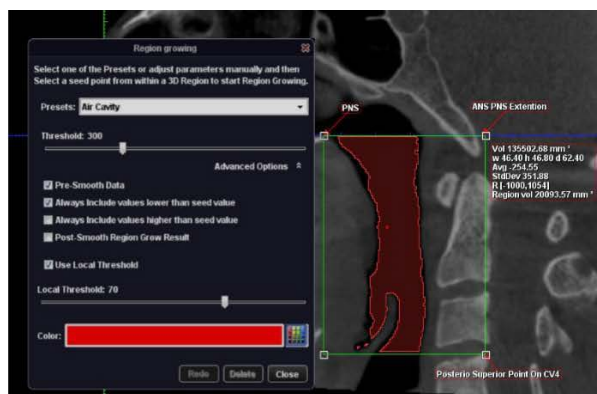 Region growing
Select one of the Presets or adjust parameters manually and then
Select a seed point from within a 3D Region to start Region Growing.
Presets: Air Cavity
Threshold: 300
Advanced Options
Pre-Smooth Data
Always Include values lower than seed value
Always Include values higher than seed value
Post-Smooth Region Grow Result
Use Local Threshold
Local Threshold: 70
Color:
Redo Delete Close
PNS
ANS PNS Extention
Vol 135502.68 mm ³
w 46.40 h 46.80 d 62.40
Avg -254.55
StdDev 351.88
R [-1000,1054]
Region vol 20093.57 mm ³
Posterio Superior Point On CV4